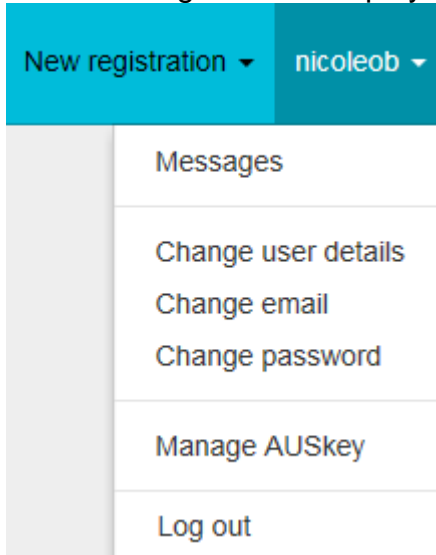 New registration nicoleob
Messages
Change user details
Change email
Change password
Manage AUSkey
Log out